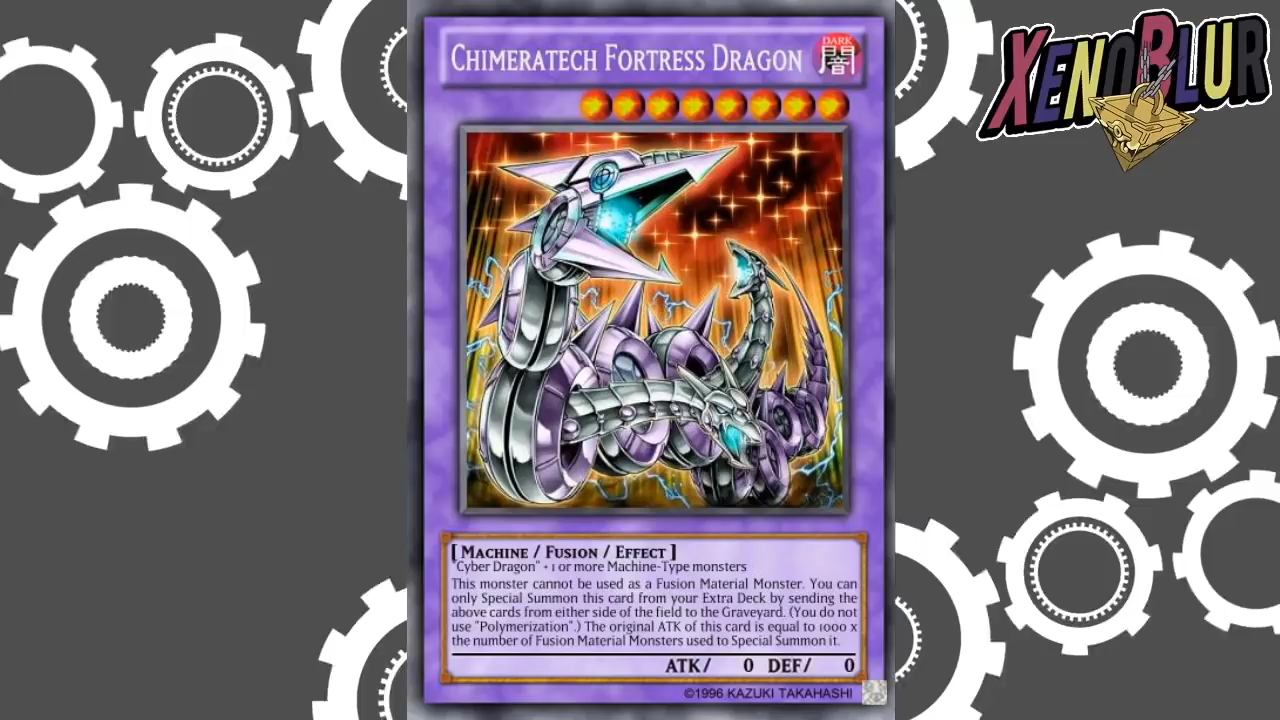 CHIMERATECH FORTRESS DRAGON
DARK
闇
XENOBLUR
[ MACHINE / FUSION / EFFECT ]
"Cyber Dragon" + 1 or more Machine-Type monsters
This monster cannot be used as a Fusion Material Monster. You can
only Special Summon this card from your Extra Deck by sending the
above cards from either side of the field to the Graveyard. (You do not
use "Polymerization".) The original ATK of this card is equal to 1000 x
the number of Fusion Material Monsters used to Special Summon it.
ATK/ 0 DEF/ 0
©1996 KAZUKI TAKAHASHI